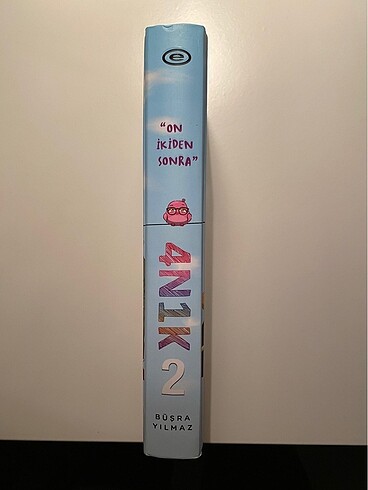 e
"ON
İKİDEN
SONRA"
4N1K
2
BÜŞRA
YILMAZ